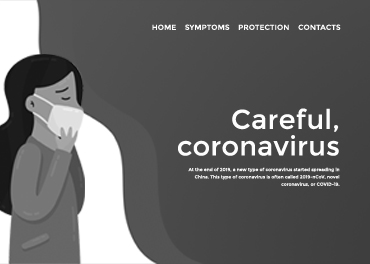 HOME SYMPTOMS PROTECTION CONTACTS
Careful,
coronavirus
At the end of 2019, a new type of coronavirus started spreading in
China. This type of coronavirus is often called 2019-nCoV, novel
coronavirus, or COVID-19.